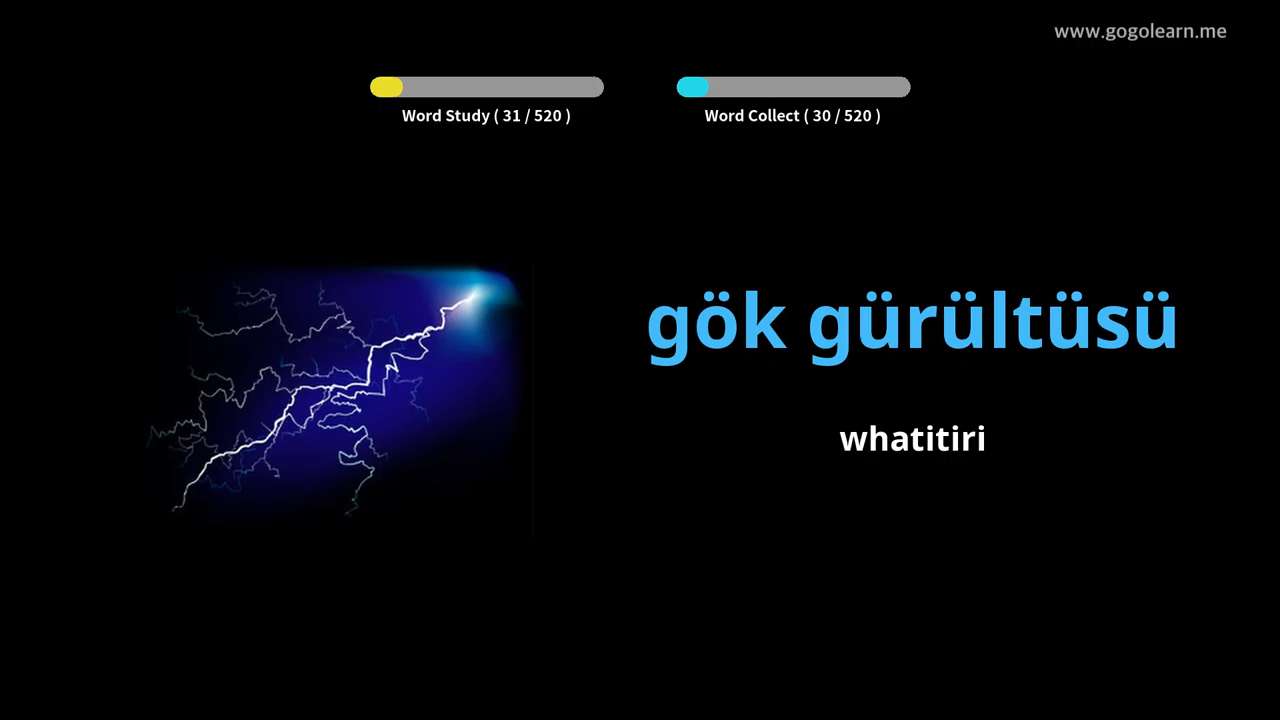 www.gogolearn.me
Word Study ( 31 / 520 )
Word Collect ( 30 / 520 )
gök gürültüsü
whatitiri